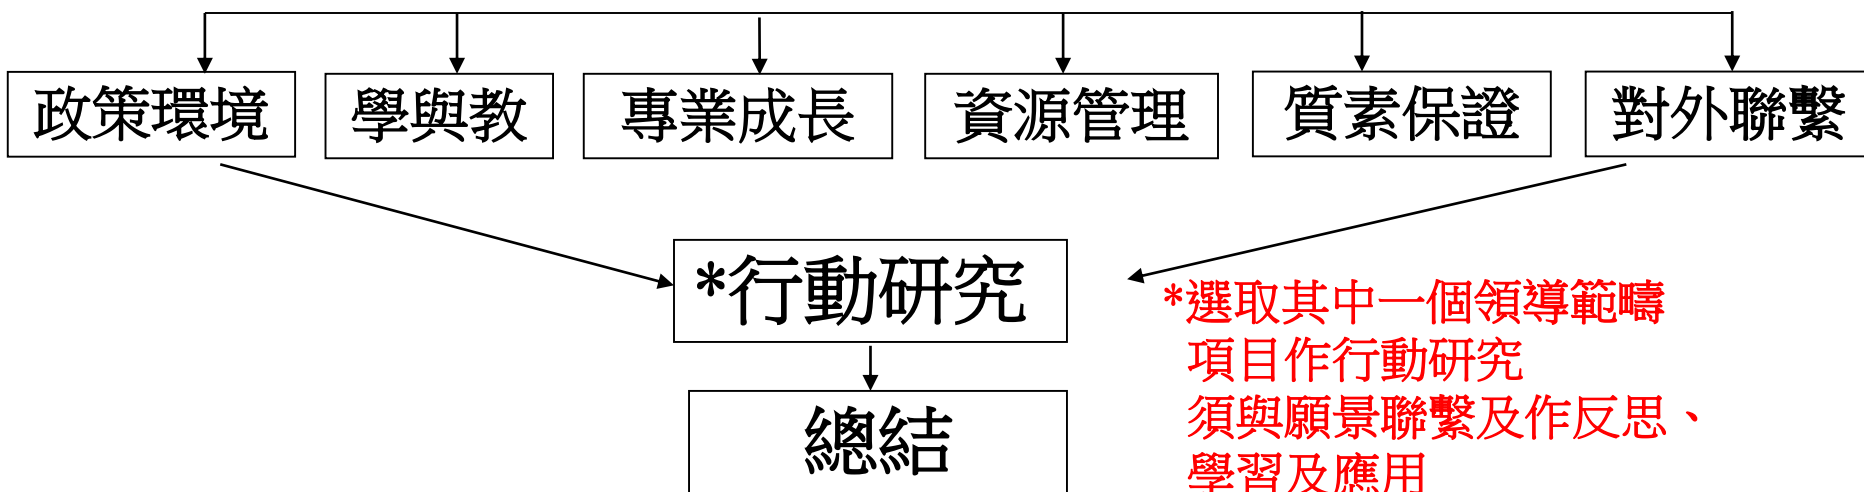 政策環境
學與教
專業成長
資源管理
質素保證
對外聯繫
*行動研究
*選取其中一個領導範疇
項目作行動研究
須與願景聯繫及作反思、
學習及應用
總結